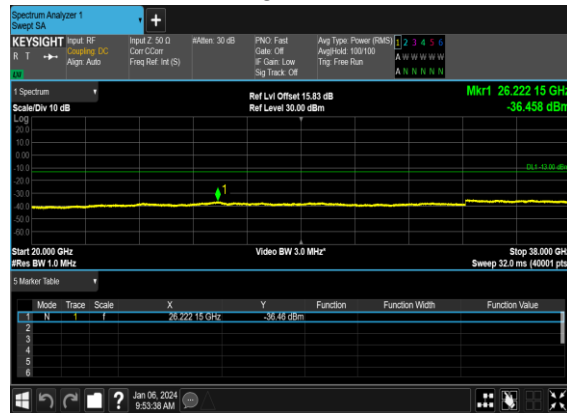 Spectrum Analyzer 1
Swept SA
+
KEYSIGHT Input: RF Input Z: 50 Ω #Atten: 30 dB PNO: Fast Avg Type: Power (RMS) 1 2 3 4 5 6
R T Coupling: DC Corr CCorr Gate: Off Avg|Hold: 100/100 A W W W W W
Align: Auto Freq Ref: Int (S) IF Gain: Low Trig: Free Run
Sig Track: Off A N N N N N
1 Spectrum Ref Lvl Offset 15.83 dB Mkr1 26.222 15 GHz
Scale/Div 10 dB Ref Level 30.00 dBm -36.458 dBm
Log
20.0
10.0
0.00
-10.0
DL1 -13.00 dBm
-20.0
-30.0
1
-40.0
-50.0
-60.0
Start 20.000 GHz Video BW 3.0 MHz* Stop 38.000 GHz
#Res BW 1.0 MHz Sweep 32.0 ms (40001 pts)
5 Marker Table
Mode Trace Scale X Y Function Function Width Function Value
1 N 1 f 26.222 15 GHz -36.46 dBm
2
3
4
5
6
? Jan 06, 2024
9:53:38 AM